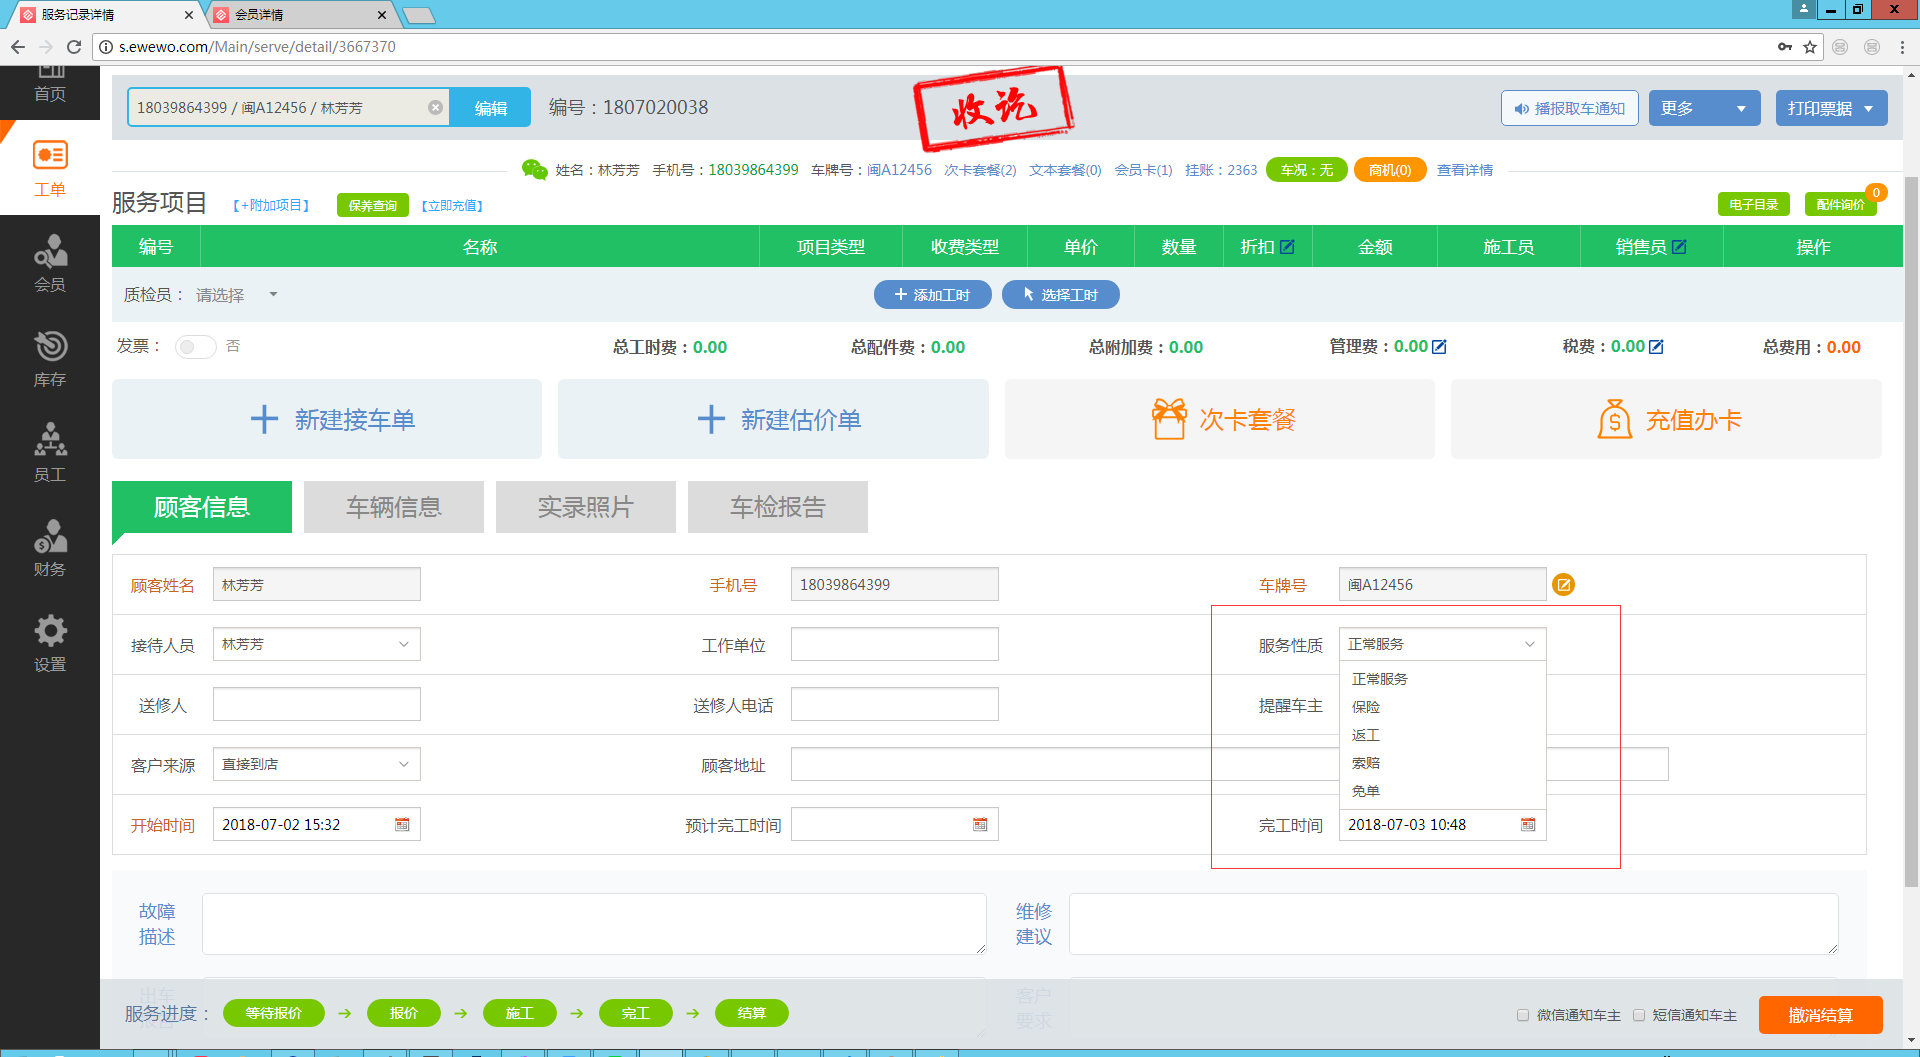 服务记录详情
会员详情
s.ewewo.com/Main/serve/detail/3667370
首页
工单
会员
库存
员工
财务
设置
18039864399 / 闽A12456 / 林芳芳
编辑
编号：1807020038
收讫
播报取车通知
更多
打印票据
姓名：林芳芳 手机号：18039864399 车牌号：闽A12456 次卡套餐(2) 文本套餐(0) 会员卡(1) 挂账：2363 车况：无 商机(0) 查看详情
服务项目 【+附加项目】 保养查询 【立即充值】 电子目录 配件询价 0
编号 名称 项目类型 收费类型 单价 数量 折扣 金额 施工员 销售员 操作
质检员： 请选择 添加工时 选择工时
发票： 否 总工时费：0.00 总配件费：0.00 总附加费：0.00 管理费：0.00 税费：0.00 总费用：0.00
新建接车单 新建估价单 次卡套餐 充值办卡
顾客信息 车辆信息 实录照片 车检报告
顾客姓名 林芳芳 手机号 18039864399 车牌号 闽A12456
接待人员 林芳芳 工作单位 服务性质 正常服务
正常服务
保险
返工
索赔
免单
送修人 送修人电话 提醒车主
客户来源 直接到店 顾客地址
开始时间 2018-07-02 15:32 预计完工时间 完工时间 2018-07-03 10:48
故障
描述
维修
建议
出车
客户
要求
服务进度： 等待报价 报价 施工 完工 结算 微信通知车主 短信通知车主 撤消结算